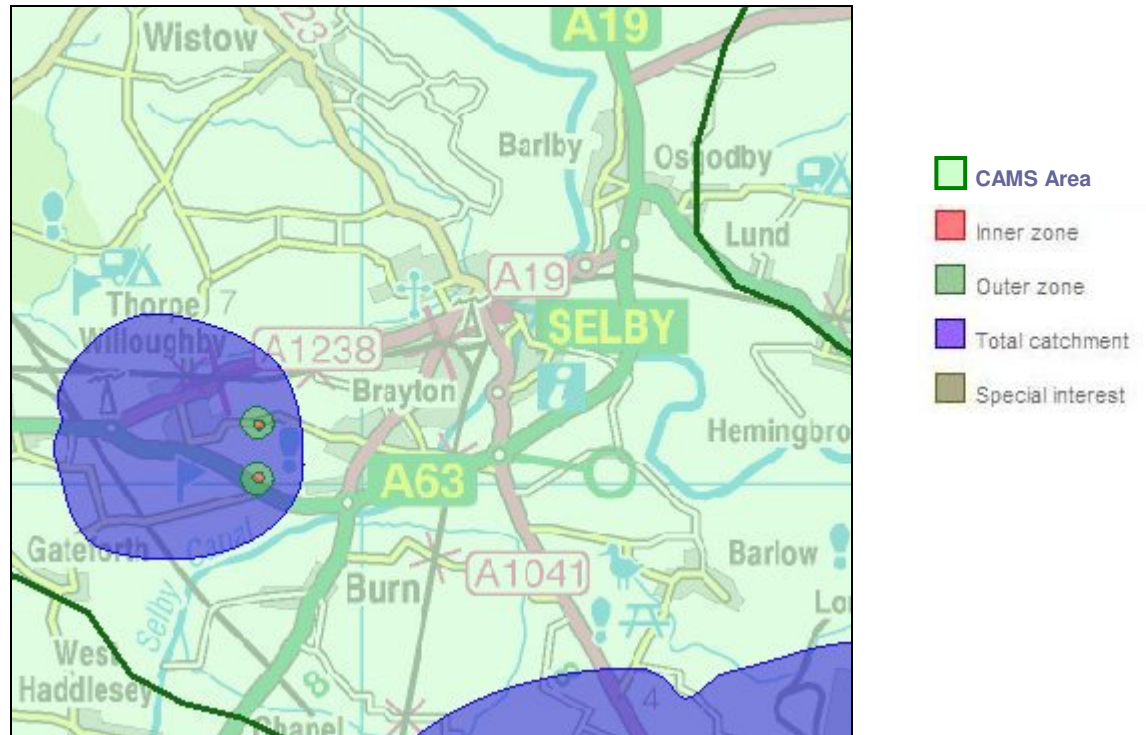 A19
Wistow
Barlby
Osgodby
Lund
A19
Thorpe
7
Willoughby
A1238
SELBY
Brayton
Hemingbro
A63
Gateforth
Canal
Selby
Burn
A1041
Barlow
Lo
West
Haddlesey
8
4
Chapel
CAMS Area
Inner zone
Outer zone
Total catchment
Special interest